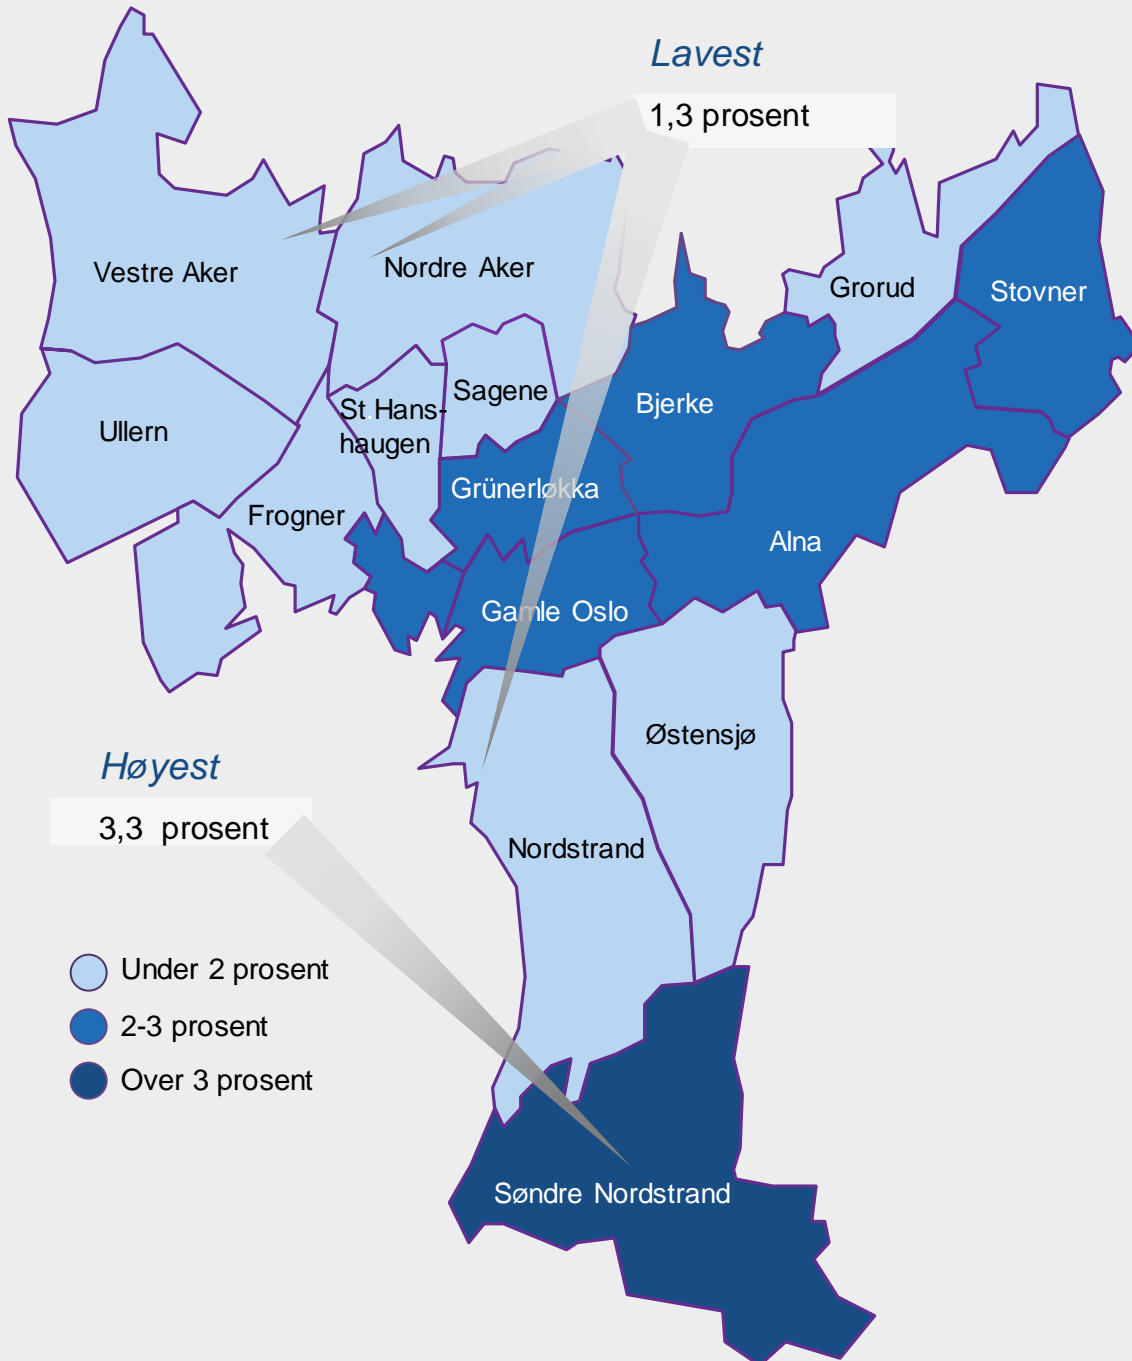 Lavest
1,3 prosent
Vestre Aker
Nordre Aker
Grorud
Stovner
Ullern
St.Hans-
haugen
Sagene
Bjerke
Grünerløkka
Frogner
Alna
Gamle Oslo
Østensjø
Høyest
3,3 prosent
Nordstrand
Under 2 prosent
2-3 prosent
Over 3 prosent
Søndre Nordstrand